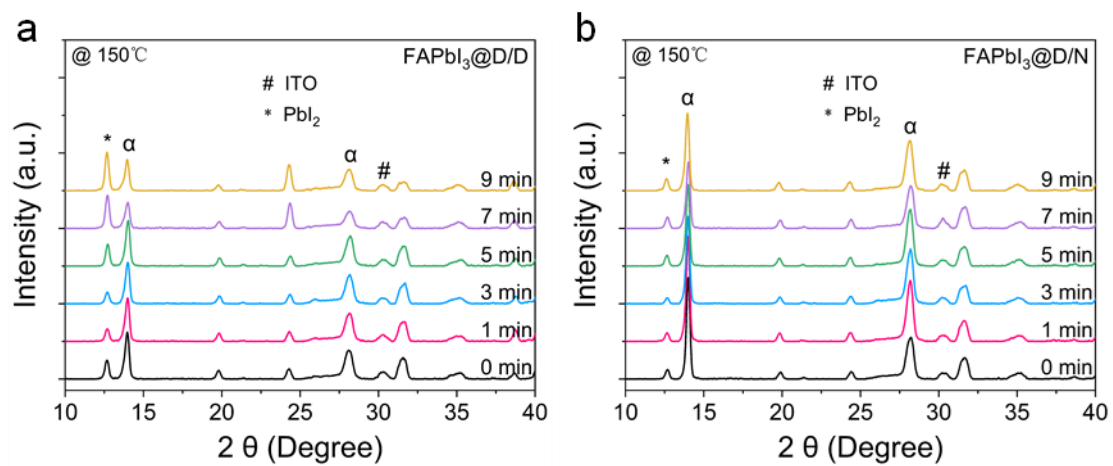 a
@ 150℃
FAPbI₃@D/D
# ITO
* PbI₂
* α
α
#
9 min
7 min
5 min
3 min
1 min
0 min
Intensity (a.u.)
10 15 20 25 30 35 40
2 θ (Degree)
b
@ 150℃
FAPbI₃@D/N
# ITO
* PbI₂
α
*
α
#
9 min
7 min
5 min
3 min
1 min
0 min
Intensity (a.u.)
10 15 20 25 30 35 40
2 θ (Degree)